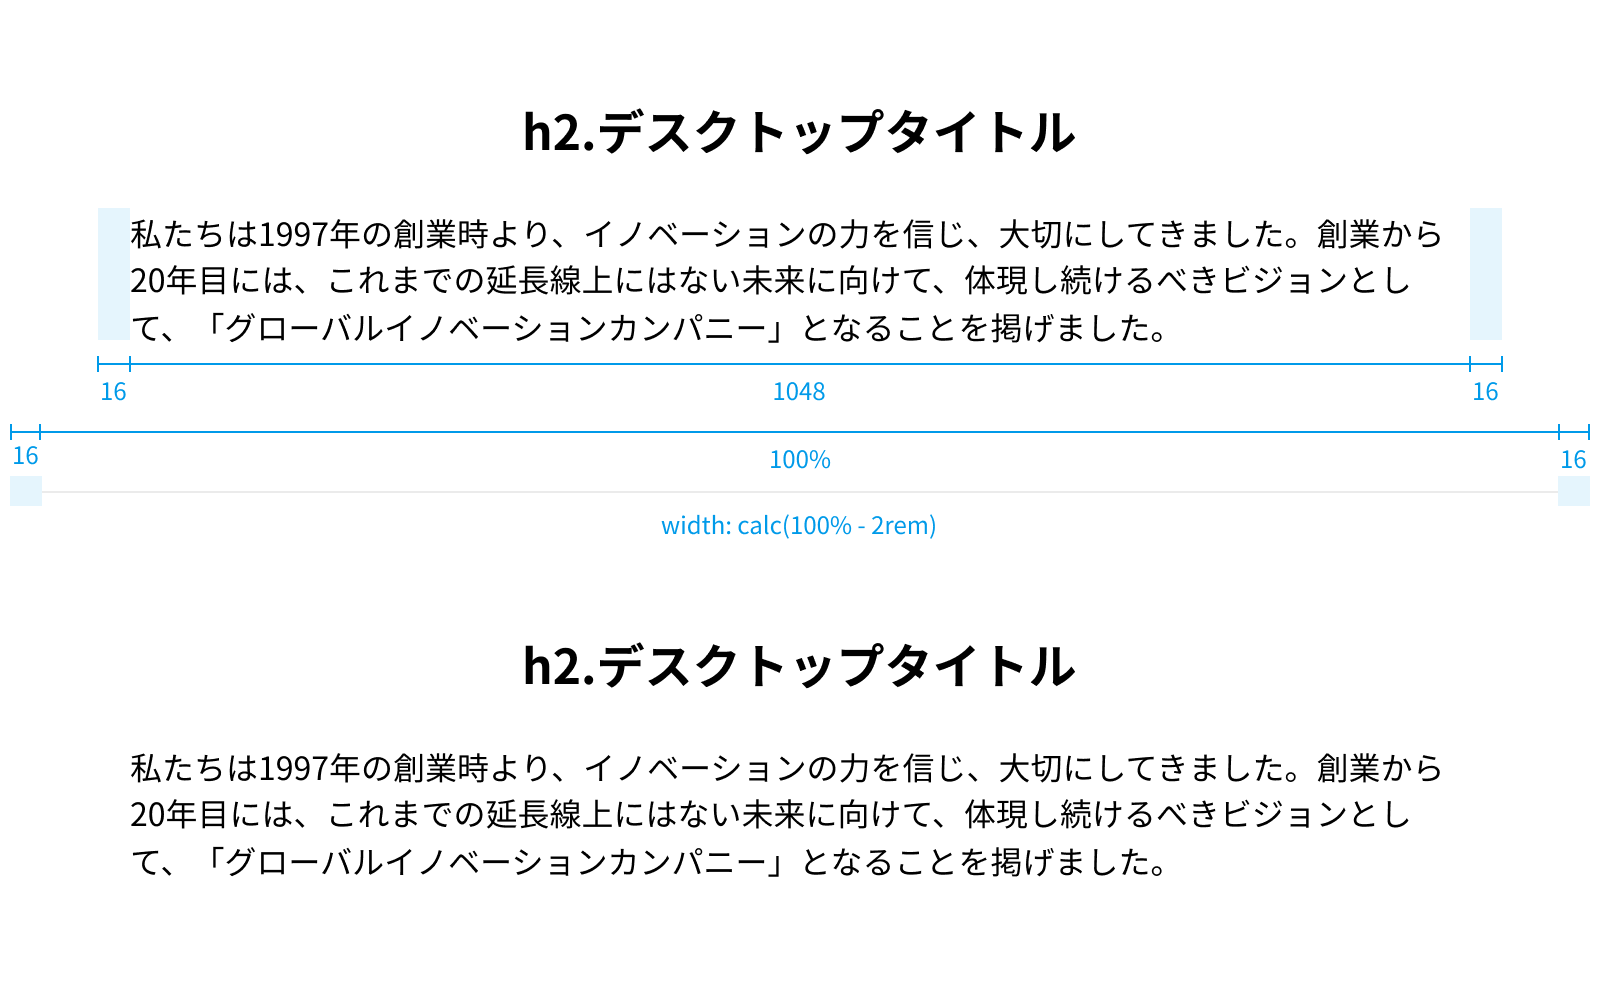 h2.デスクトップタイトル
私たちは1997年の創業時より、イノベーションの力を信じ、大切にしてきました。創業から
20年目には、これまでの延長線上にはない未来に向けて、体現し続けるべきビジョンとし
て、「グローバルイノベーションカンパニー」となることを掲げました。
16 1048 16
16 100% 16
width: calc(100% - 2rem)
h2.デスクトップタイトル
私たちは1997年の創業時より、イノベーションの力を信じ、大切にしてきました。創業から
20年目には、これまでの延長線上にはない未来に向けて、体現し続けるべきビジョンとし
て、「グローバルイノベーションカンパニー」となることを掲げました。